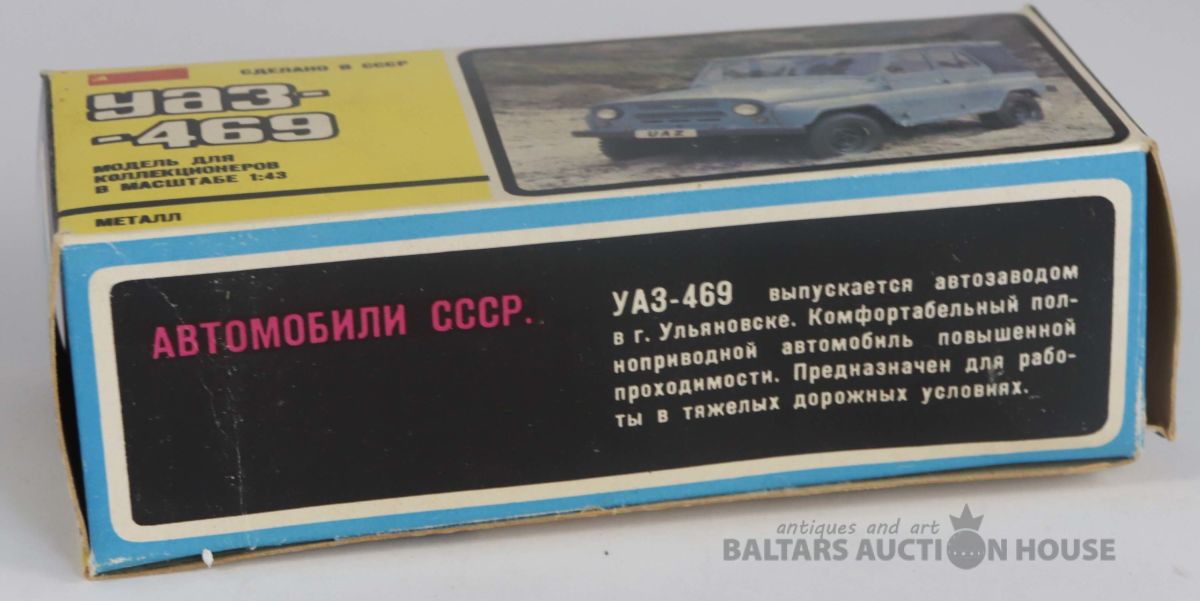 СДЕЛАНО В СССР
УАЗ-
-469
МОДЕЛЬ ДЛЯ
КОЛЛЕКЦИОНЕРОВ
В МАСШТАБЕ 1:43
МЕТАЛЛ
UAZ
АВТОМОБИЛИ СССР.
УАЗ-469 выпускается автозаводом
в г. Ульяновске. Комфортабельный пол-
ноприводной автомобиль повышенной
проходимости. Предназначен для рабо-
ты в тяжелых дорожных условиях.
antiques and art
BALTARS AUCTION HOUSE